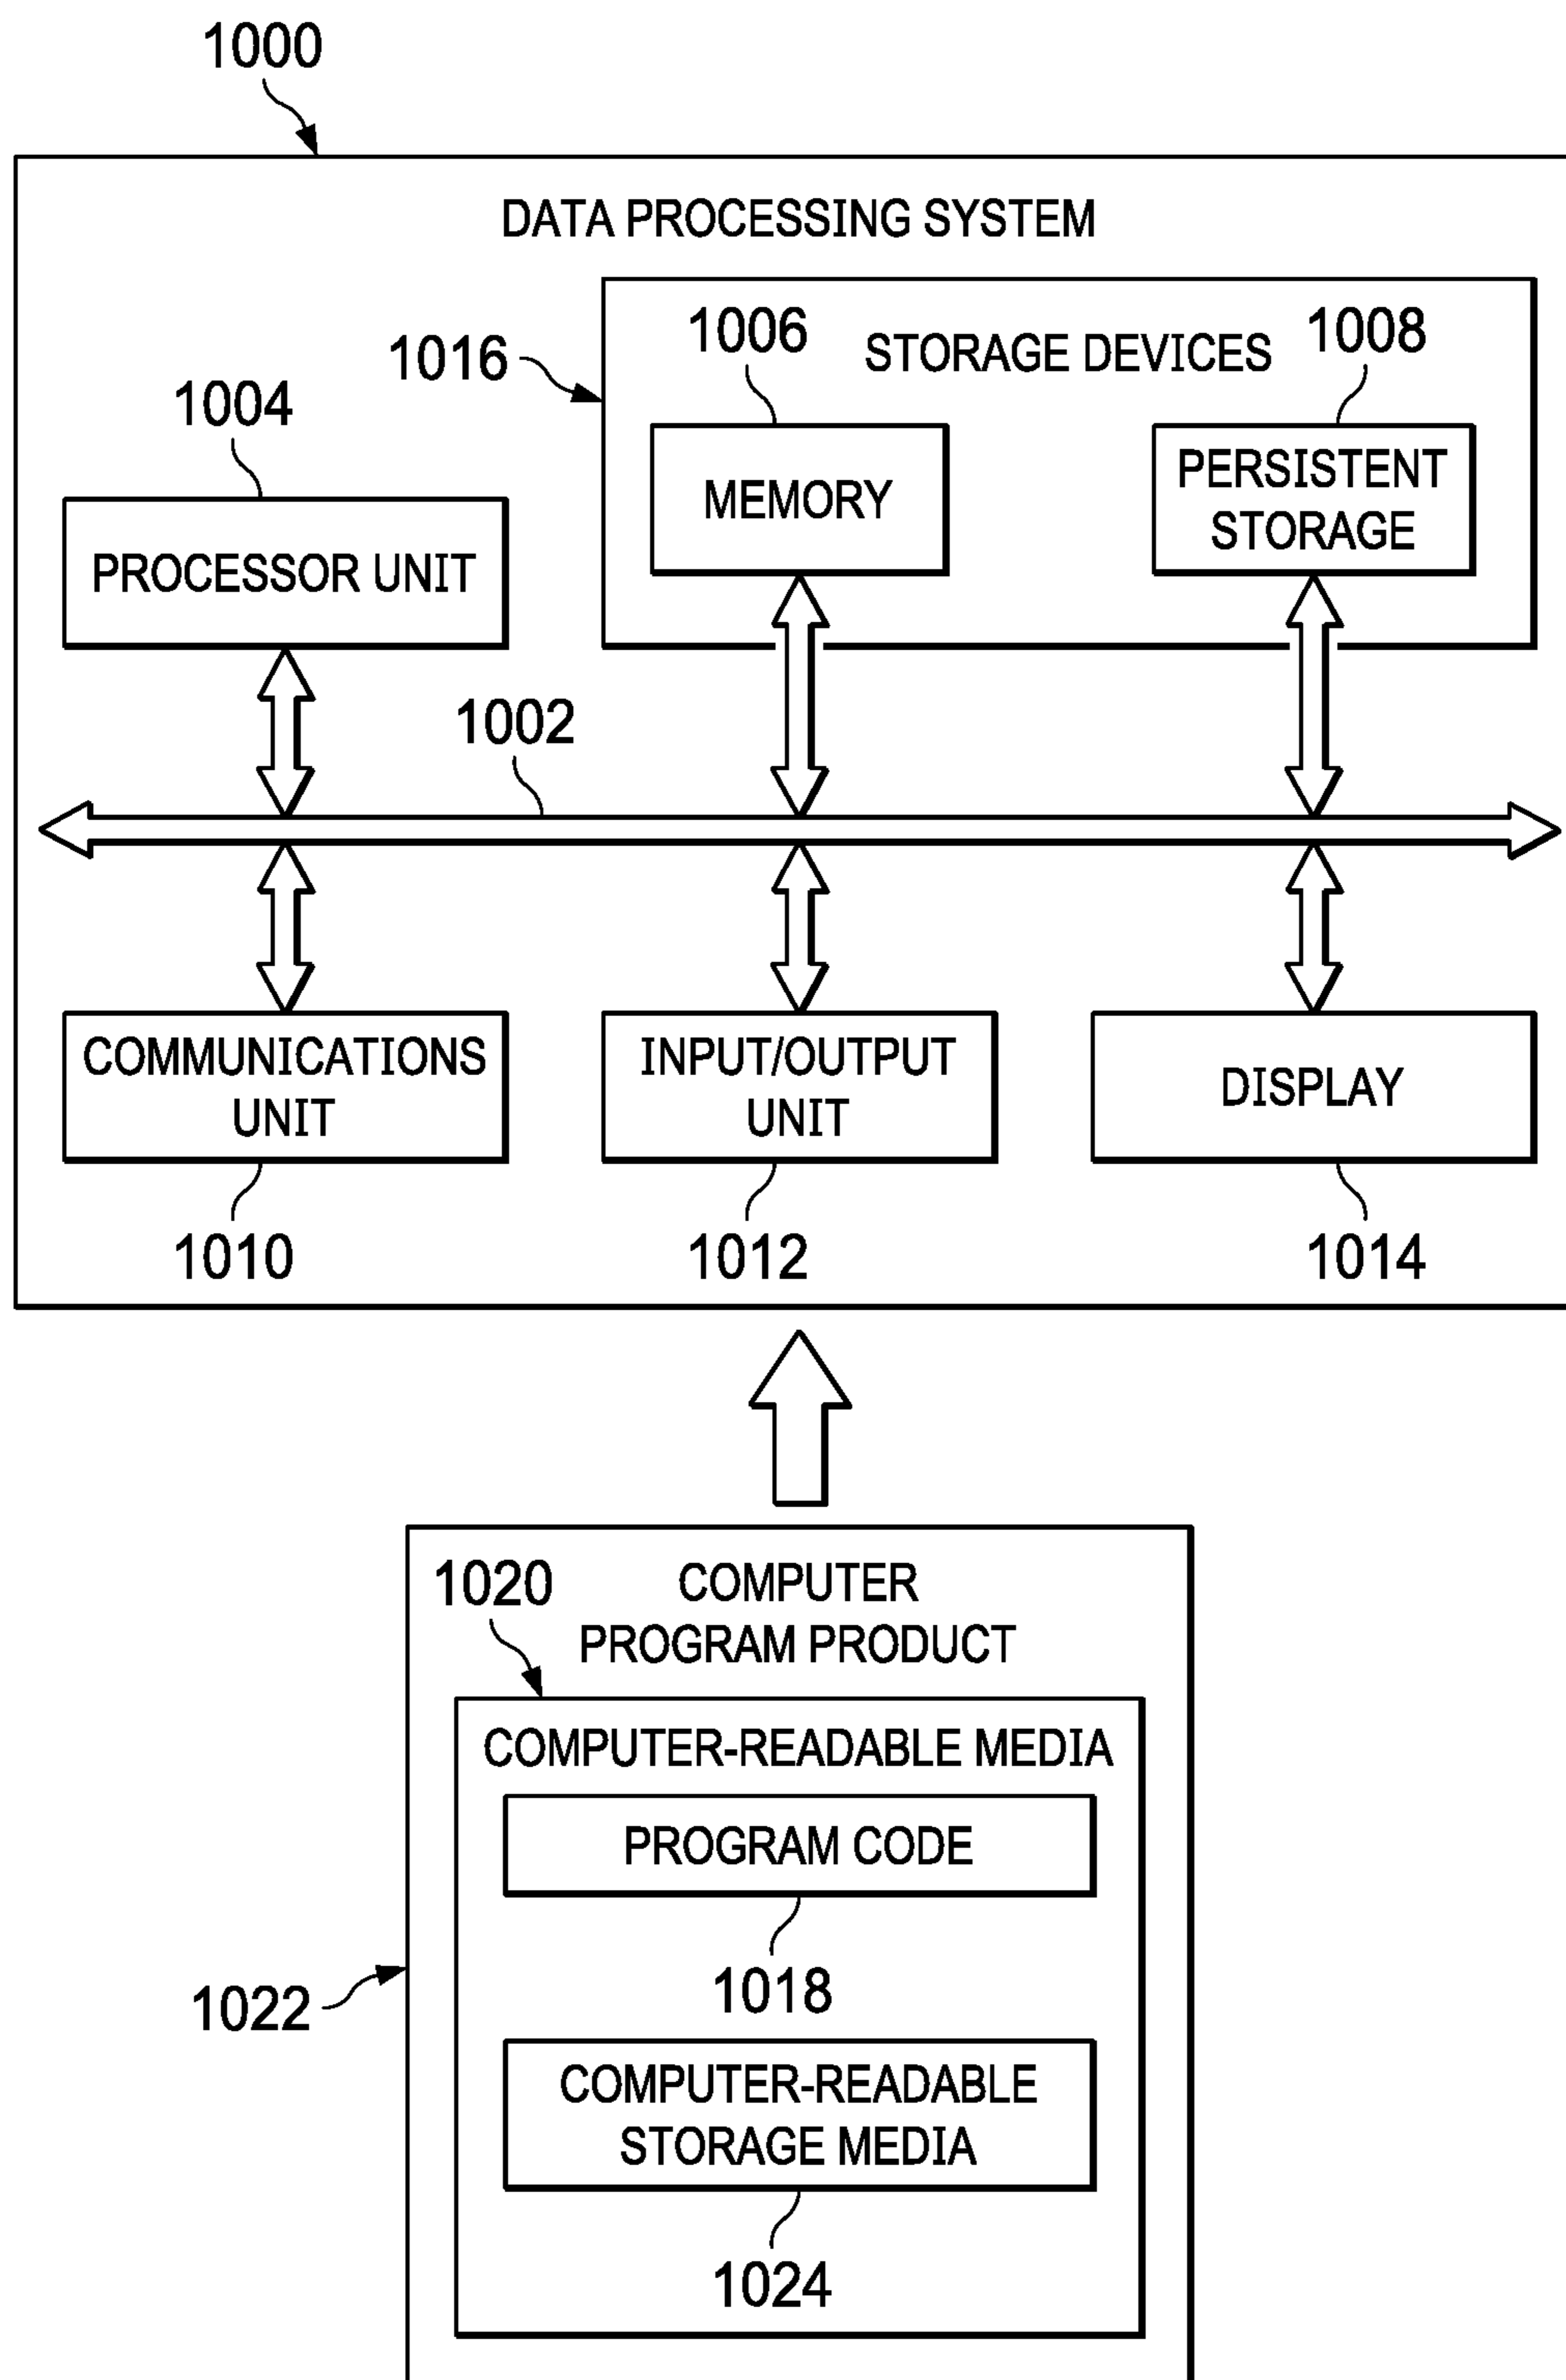 1000
DATA PROCESSING SYSTEM
1016
1006
STORAGE DEVICES
1008
1004
MEMORY
PERSISTENT
STORAGE
PROCESSOR UNIT
1002
COMMUNICATIONS
UNIT
INPUT/OUTPUT
UNIT
DISPLAY
1010
1012
1014
1020
COMPUTER
PROGRAM PRODUCT
COMPUTER-READABLE MEDIA
PROGRAM CODE
1018
1022
COMPUTER-READABLE
STORAGE MEDIA
1024